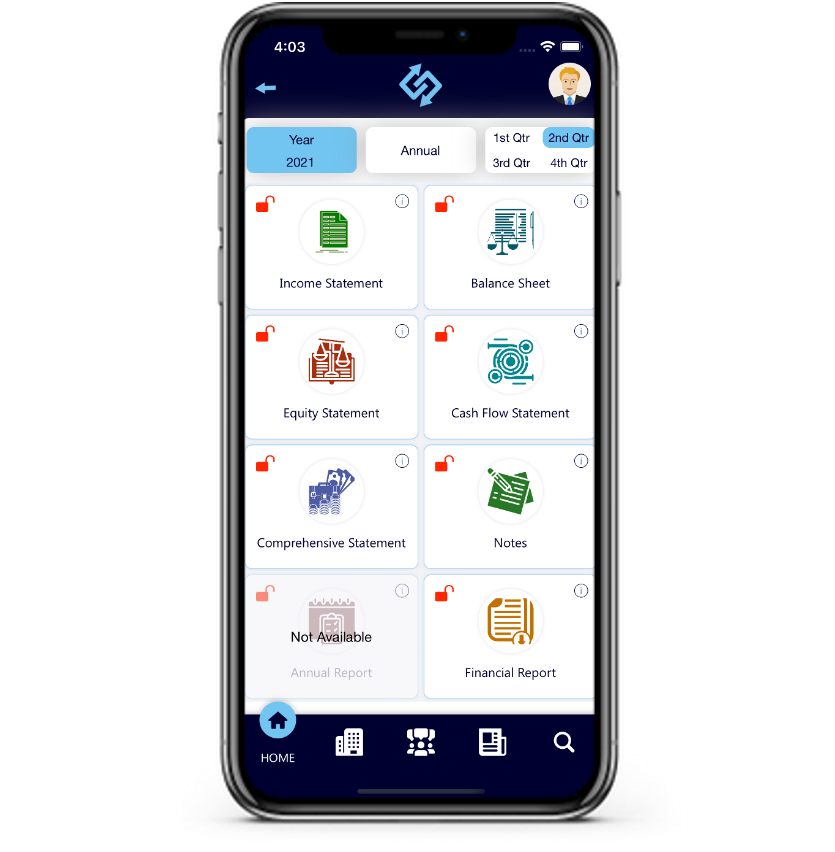 4:03
Year
2021
Annual
1st Qtr
2nd Qtr
3rd Qtr
4th Qtr
Income Statement
Balance Sheet
Equity Statement
Cash Flow Statement
Comprehensive Statement
Notes
Not Available
Annual Report
Financial Report
HOME